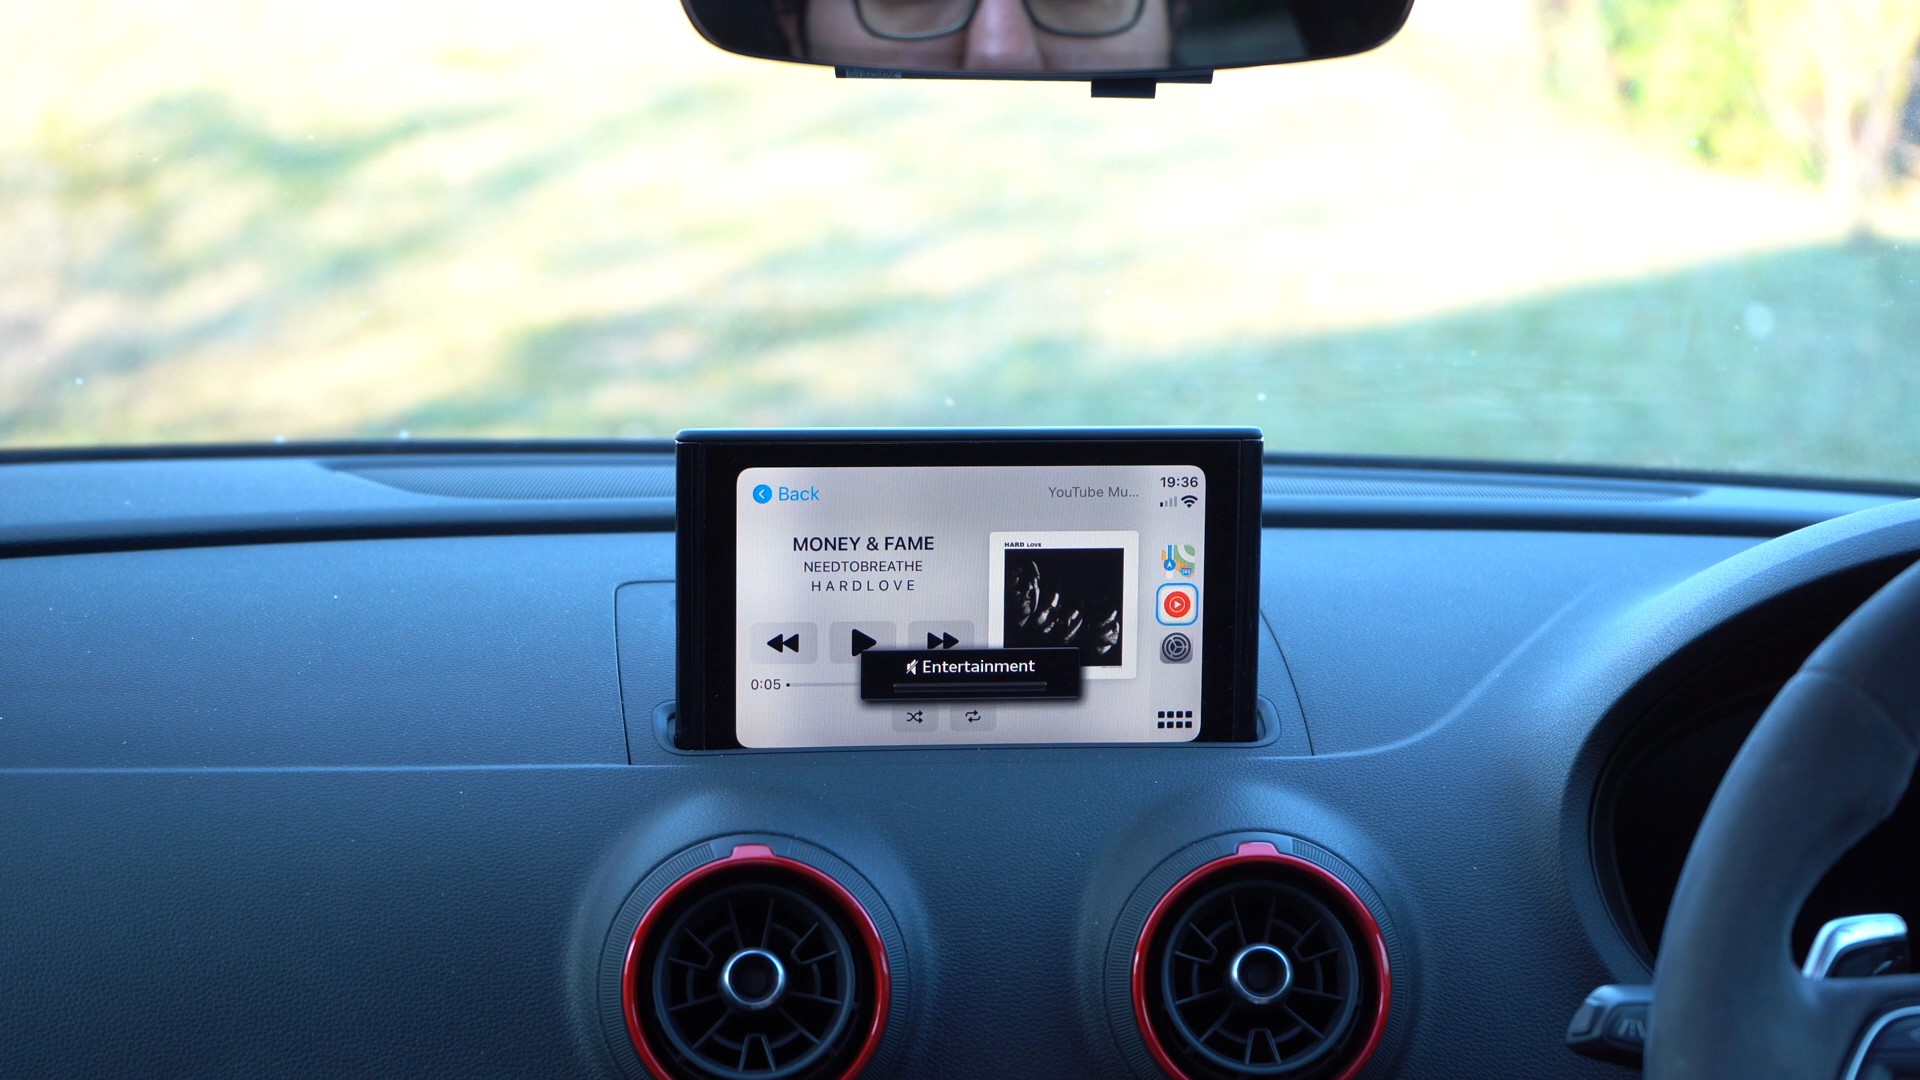 Back
YouTube Mu...
19:36
MONEY & FAME
NEEDTOBREATHE
HARDLOVE
HARD LOVE
Entertainment
0:05